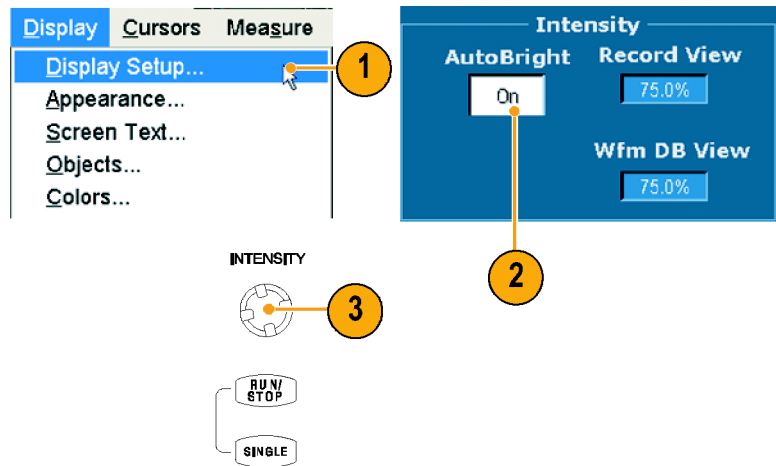 Display Cursors Measure
Display Setup...
1
Appearance...
Screen Text...
Objects...
Colors...
Intensity
AutoBright Record View
On 75.0%
Wfm DB View
75.0%
2
INTENSITY
3
RUN/
STOP
SINGLE